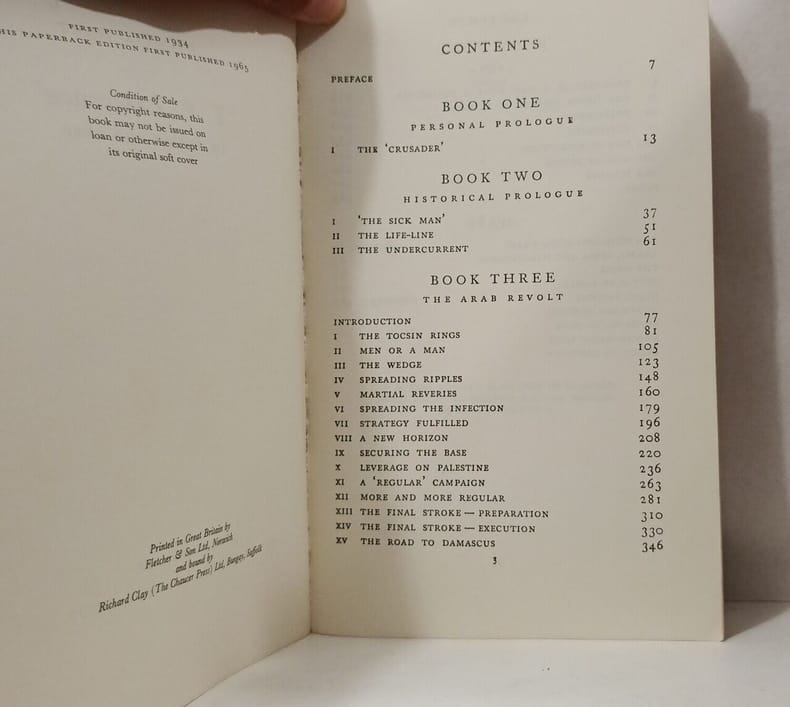 FIRST PUBLISHED 1934
HIS PAPERBACK EDITION FIRST PUBLISHED 1965
Condition of Sale
For copyright reasons, this
book may not be issued on
loan or otherwise except in
its original soft cover
Printed in Great Britain by
Fletcher & Son Ltd, Norwich
and bound by
Richard Clay (The Chaucer Press) Ltd, Bungay, Suffolk
CONTENTS
PREFACE 7
BOOK ONE
PERSONAL PROLOGUE
I THE 'CRUSADER' 13
BOOK TWO
HISTORICAL PROLOGUE
I 'THE SICK MAN' 37
II THE LIFE-LINE 51
III THE UNDERCURRENT 61
BOOK THREE
THE ARAB REVOLT
INTRODUCTION 77
I THE TOCSIN RINGS 81
II MEN OR A MAN 105
III THE WEDGE 123
IV SPREADING RIPPLES 148
V MARTIAL REVERIES 160
VI SPREADING THE INFECTION 179
VII STRATEGY FULFILLED 196
VIII A NEW HORIZON 208
IX SECURING THE BASE 220
X LEVERAGE ON PALESTINE 236
XI A 'REGULAR' CAMPAIGN 263
XII MORE AND MORE REGULAR 281
XIII THE FINAL STROKE — PREPARATION 310
XIV THE FINAL STROKE — EXECUTION 330
XV THE ROAD TO DAMASCUS 346
3